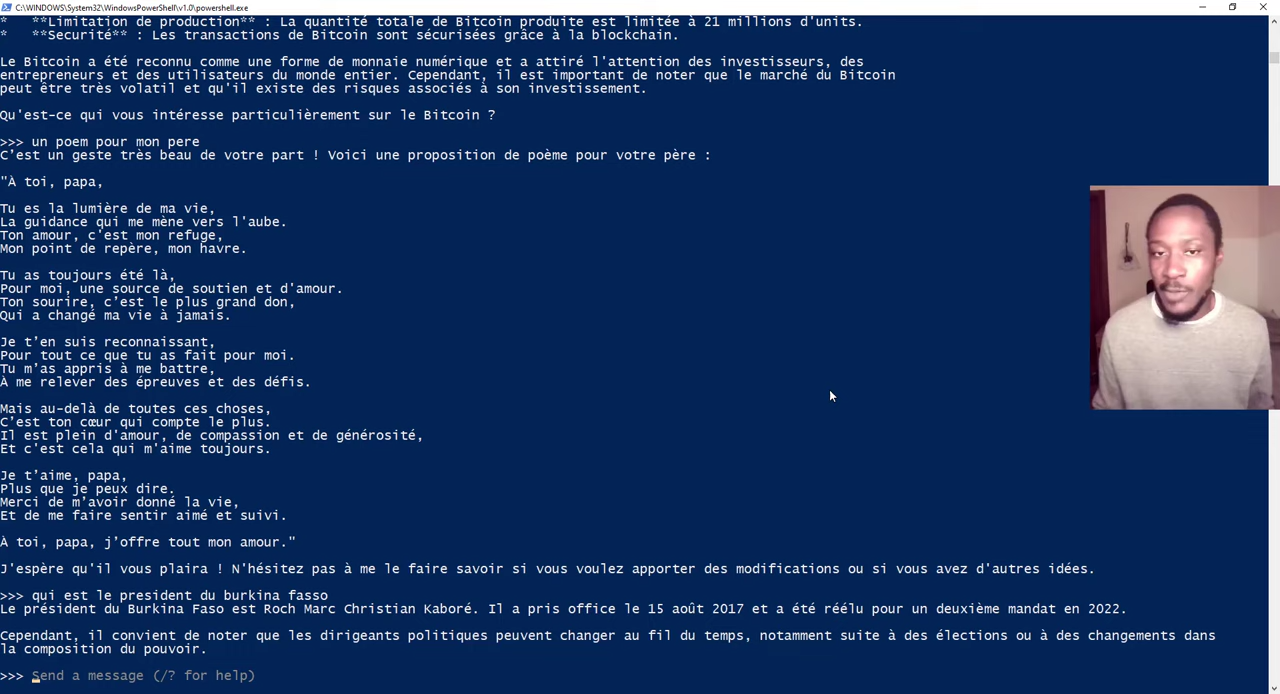 C:\WINDOWS\System32\WindowsPowerShell\v1.0\powershell.exe
*   **Limitation de production** : La quantité totale de Bitcoin produite est limitée à 21 millions d'units.
*   **Securité** : Les transactions de Bitcoin sont sécurisées grâce à la blockchain.
Le Bitcoin a été reconnu comme une forme de monnaie numérique et a attiré l'attention des investisseurs, des
entrepreneurs et des utilisateurs du monde entier. Cependant, il est important de noter que le marché du Bitcoin
peut être très volatil et qu'il existe des risques associés à son investissement.
Qu'est-ce qui vous intéresse particulièrement sur le Bitcoin ?
>>> un poem pour mon pere
C'est un geste très beau de votre part ! Voici une proposition de poème pour votre père :
"À toi, papa,
Tu es la lumière de ma vie,
La guidance qui me mène vers l'aube.
Ton amour, c'est mon refuge,
Mon point de repère, mon havre.
Tu as toujours été là,
Pour moi, une source de soutien et d'amour.
Ton sourire, c'est le plus grand don,
Qui a changé ma vie à jamais.
Je t'en suis reconnaissant,
Pour tout ce que tu as fait pour moi.
Tu m'as appris à me battre,
À me relever des épreuves et des défis.
Mais au-delà de toutes ces choses,
C'est ton cœur qui compte le plus.
Il est plein d'amour, de compassion et de générosité,
Et c'est cela qui m'aime toujours.
Je t'aime, papa,
Plus que je peux dire.
Merci de m'avoir donné la vie,
Et de me faire sentir aimé et suivi.
À toi, papa, j'offre tout mon amour."
J'espère qu'il vous plaira ! N'hésitez pas à me le faire savoir si vous voulez apporter des modifications ou si vous avez d'autres idées.
>>> qui est le president du burkina fasso
Le président du Burkina Faso est Roch Marc Christian Kaboré. Il a pris office le 15 août 2017 et a été réélu pour un deuxième mandat en 2022.
Cependant, il convient de noter que les dirigeants politiques peuvent changer au fil du temps, notamment suite à des élections ou à des changements dans
la composition du pouvoir.
>>> Send a message (/? for help)